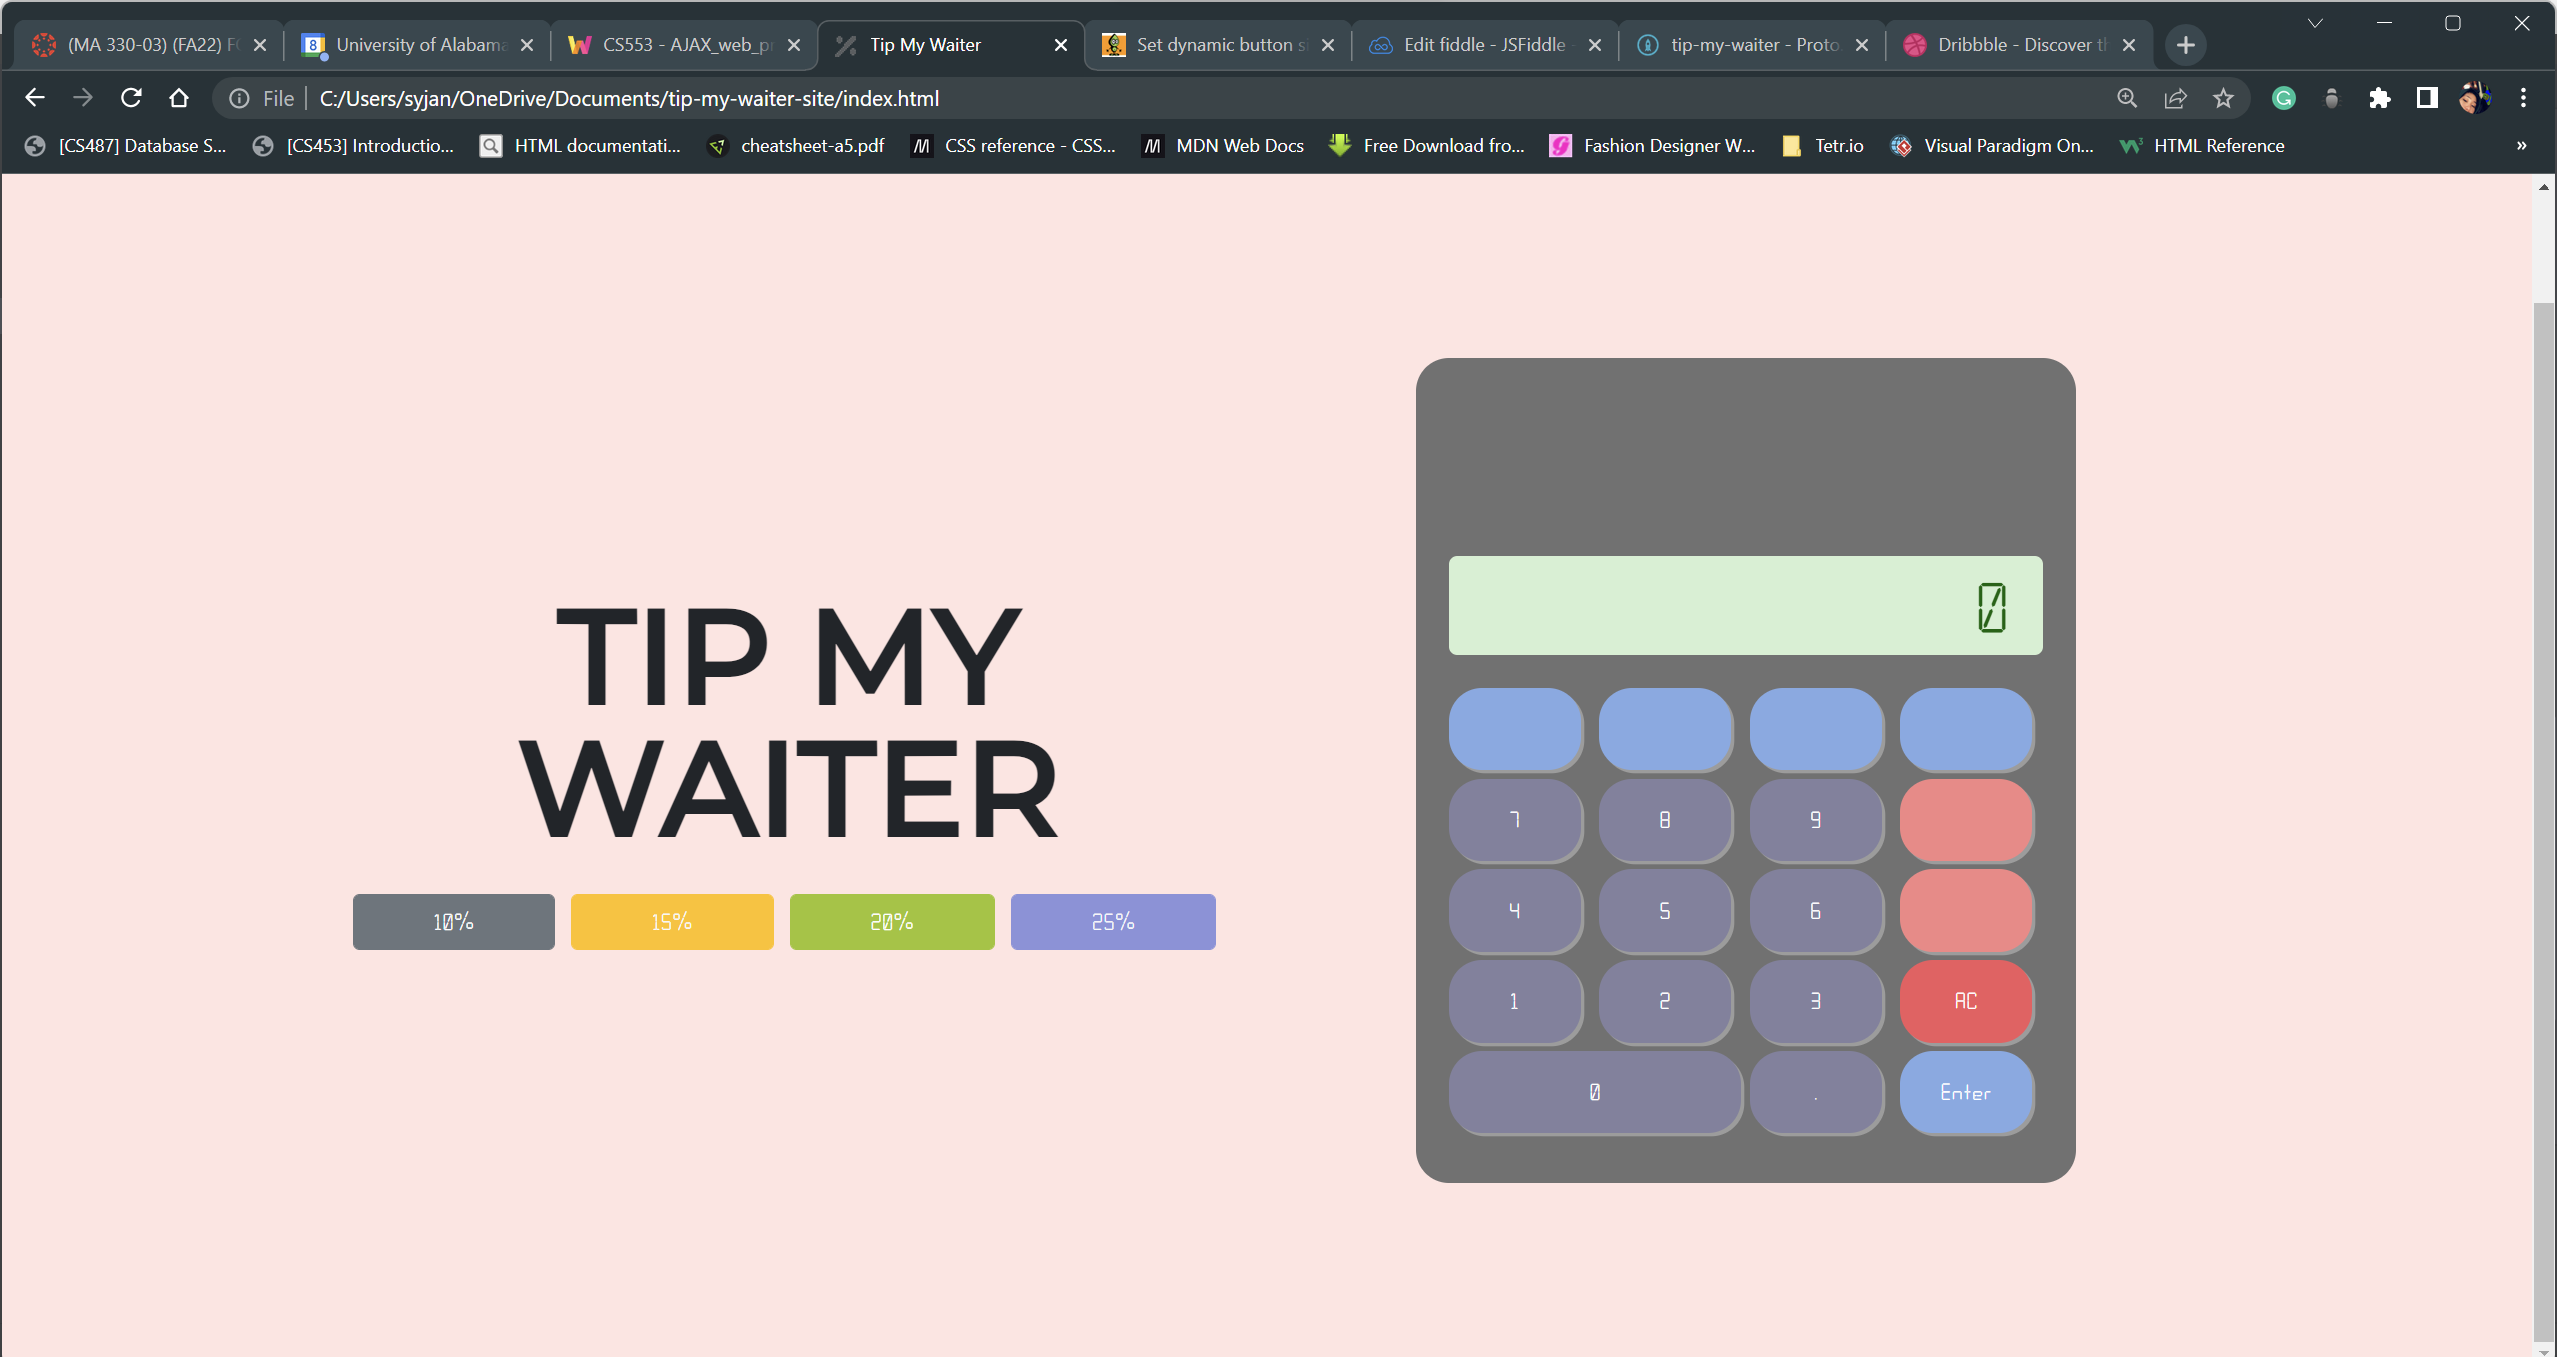 (MA 330-03) (FA22) F
University of Alabama
CS553 - AJAX_web_p
Tip My Waiter
Set dynamic button s
Edit fiddle - JSFiddle
tip-my-waiter - Proto
Dribbble - Discover t
File
C:/Users/syjan/OneDrive/Documents/tip-my-waiter-site/index.html
[CS487] Database S...
[CS453] Introductio...
HTML documentati...
cheatsheet-a5.pdf
CSS reference - CSS...
MDN Web Docs
Free Download fro...
Fashion Designer W...
Tetr.io
Visual Paradigm On...
HTML Reference
»
TIP MY
WAITER
10%
15%
20%
25%
0
7
8
9
4
5
6
1
2
3
AC
0
.
Enter